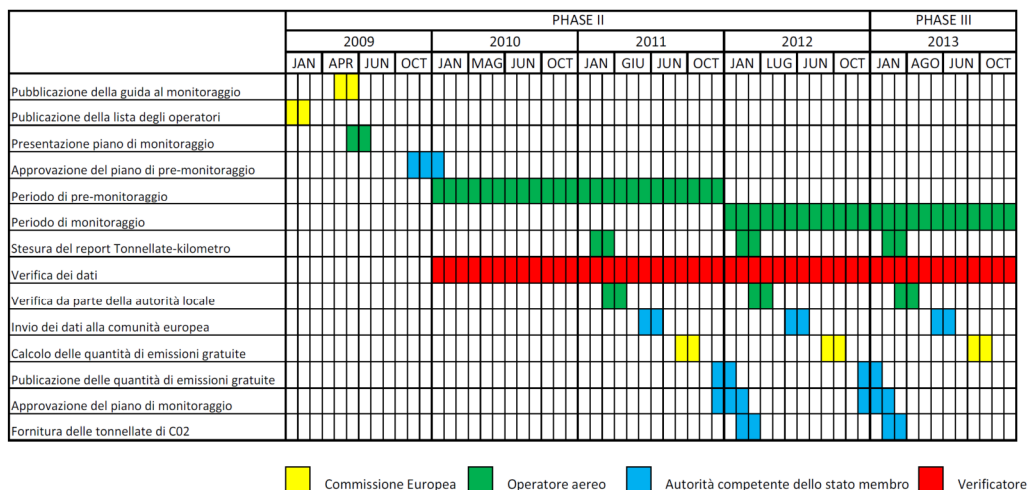 PHASE II PHASE III
2009 2010 2011 2012 2013
JAN APR JUN OCT JAN MAG JUN OCT JAN GIU JUN OCT JAN LUG JUN OCT JAN AGO JUN OCT
Pubblicazione della guida al monitoraggio
Publicazione della lista degli operatori
Presentazione piano di monitoraggio
Approvazione del piano di pre-monitoraggio
Periodo di pre-monitoraggio
Periodo di monitoraggio
Stesura del report Tonnellate-kilometro
Verifica dei dati
Verifica da parte della autorità locale
Invio dei dati alla comunità europea
Calcolo delle quantità di emissioni gratuite
Publicazione delle quantità di emissioni gratuite
Approvazione del piano di monitoraggio
Fornitura delle tonnellate di C02
Commissione Europea Operatore aereo Autorità competente dello stato membro Verificatore